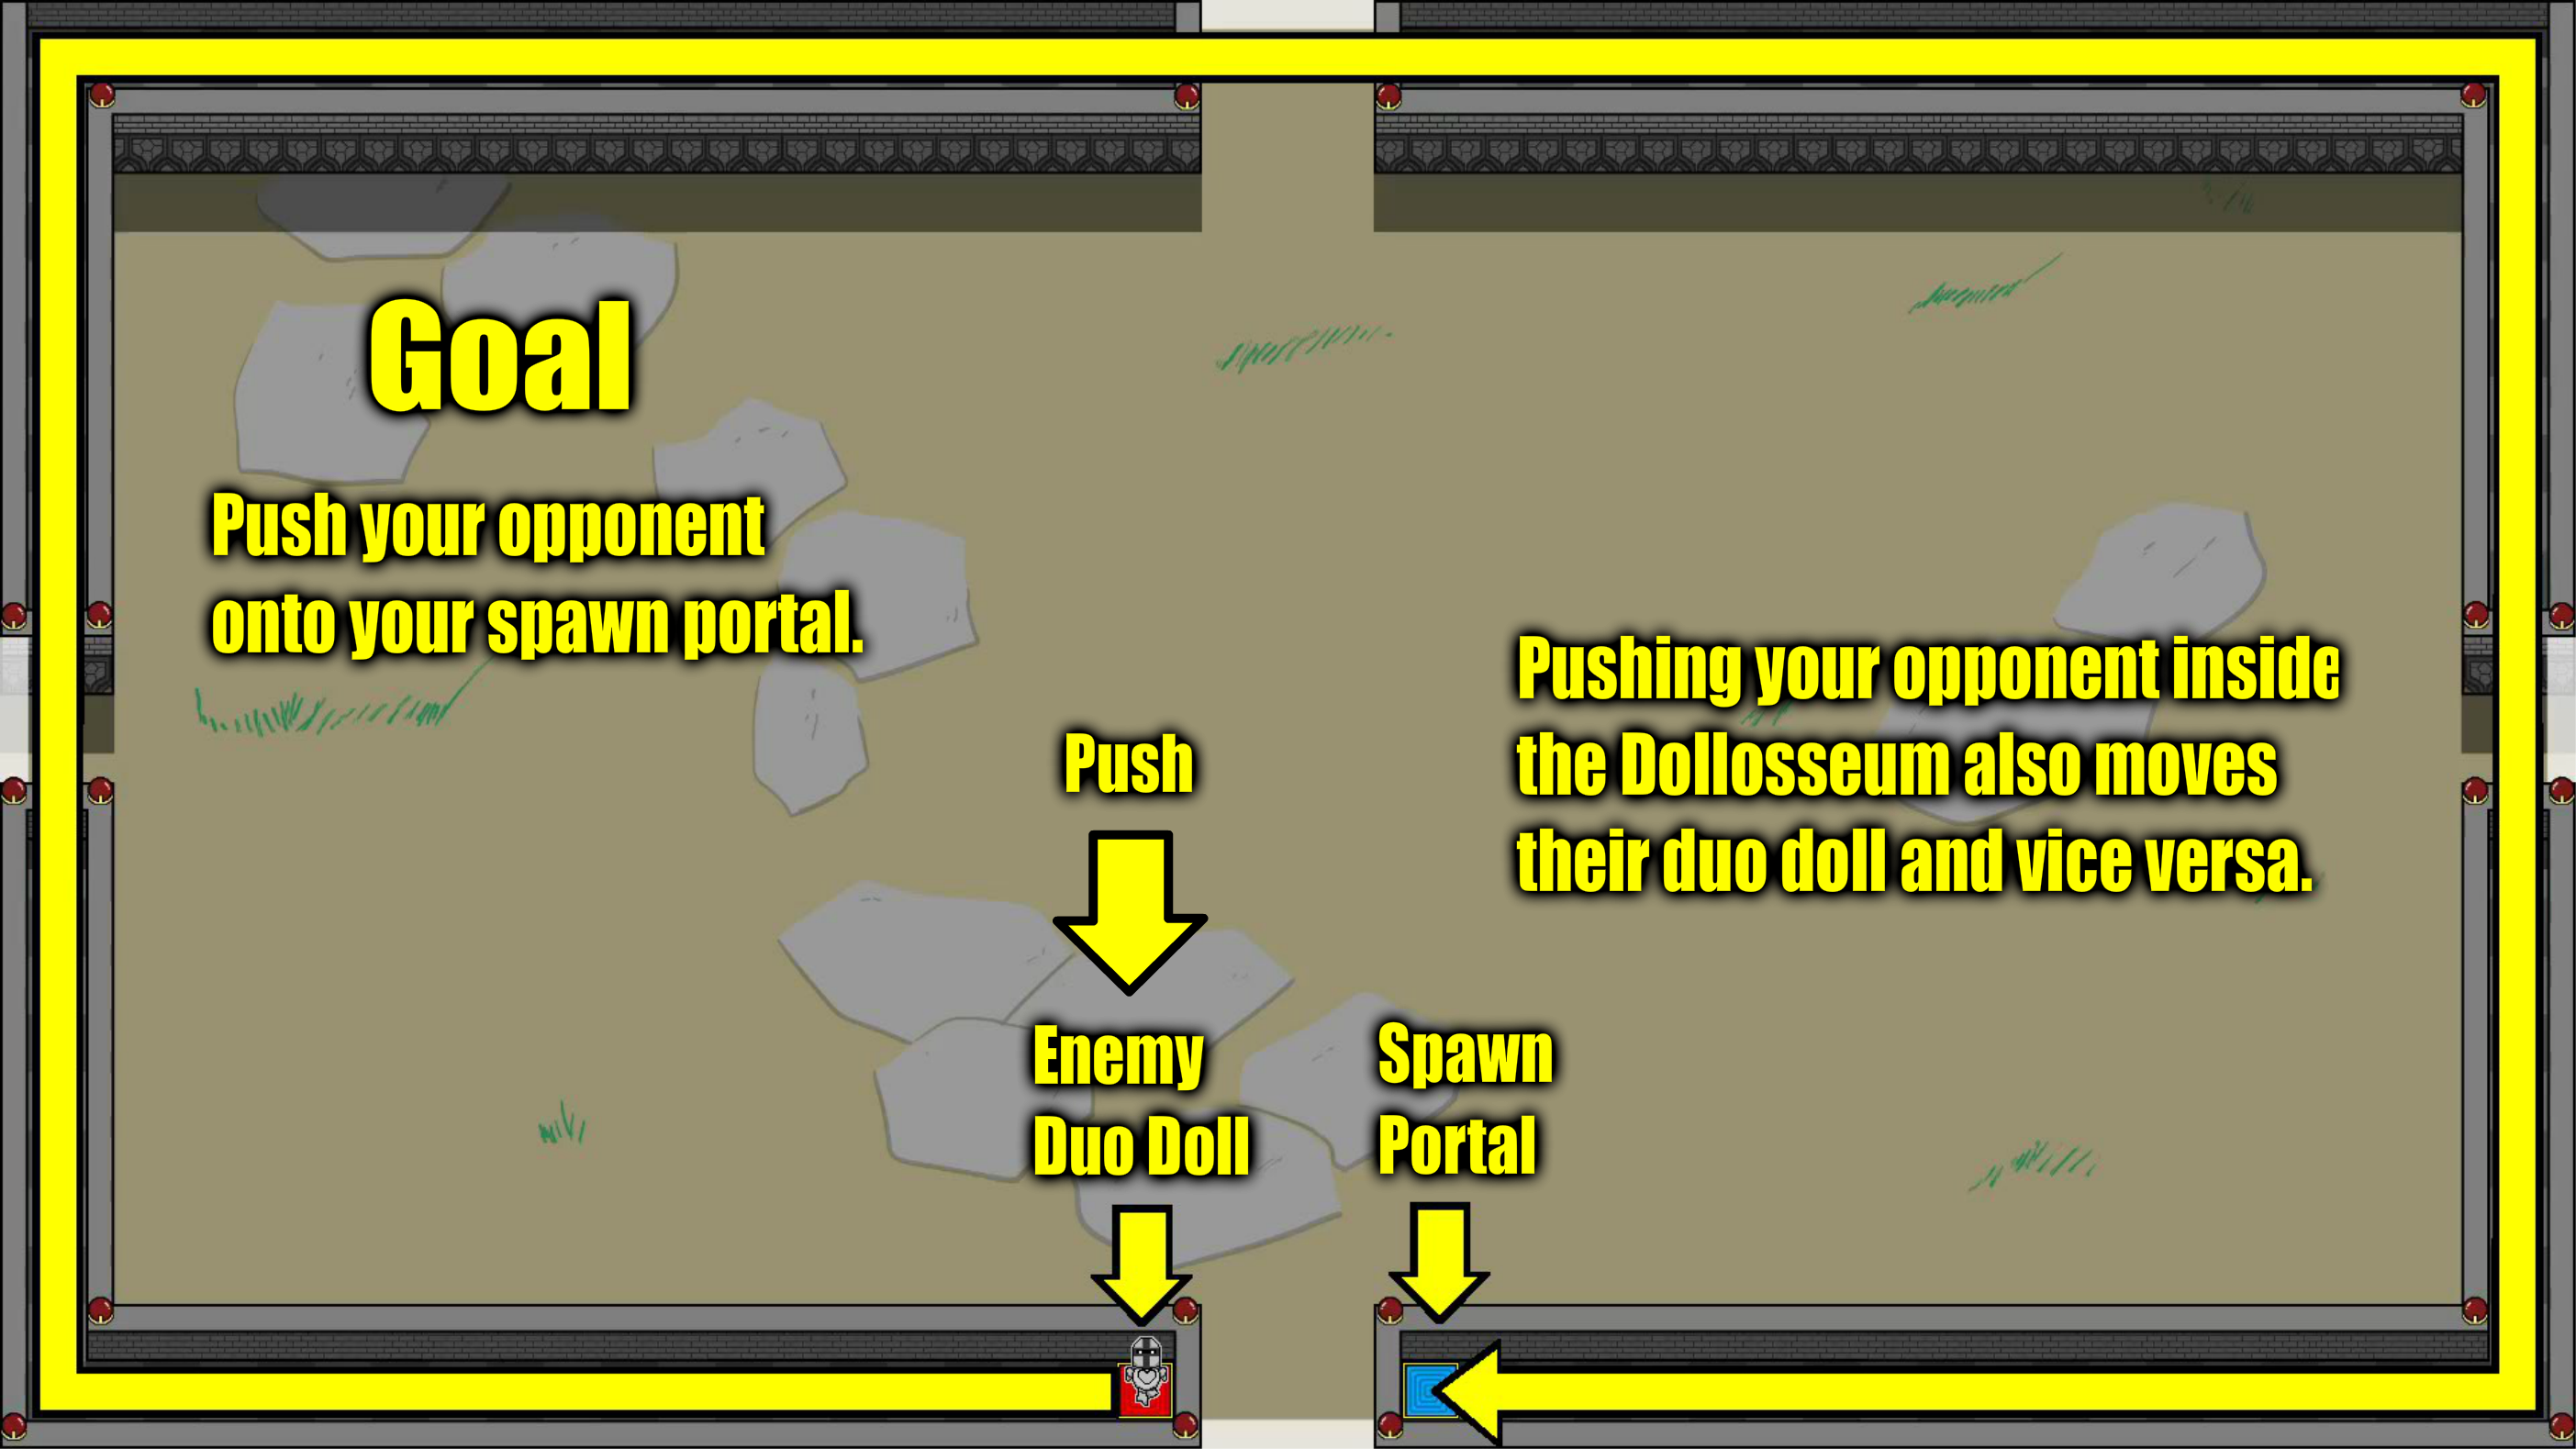 Goal
Push your opponent
onto your spawn portal.
Pushing your opponent inside
the Dollosseum also moves
their duo doll and vice versa.
Push
Enemy
Duo Doll
Spawn
Portal